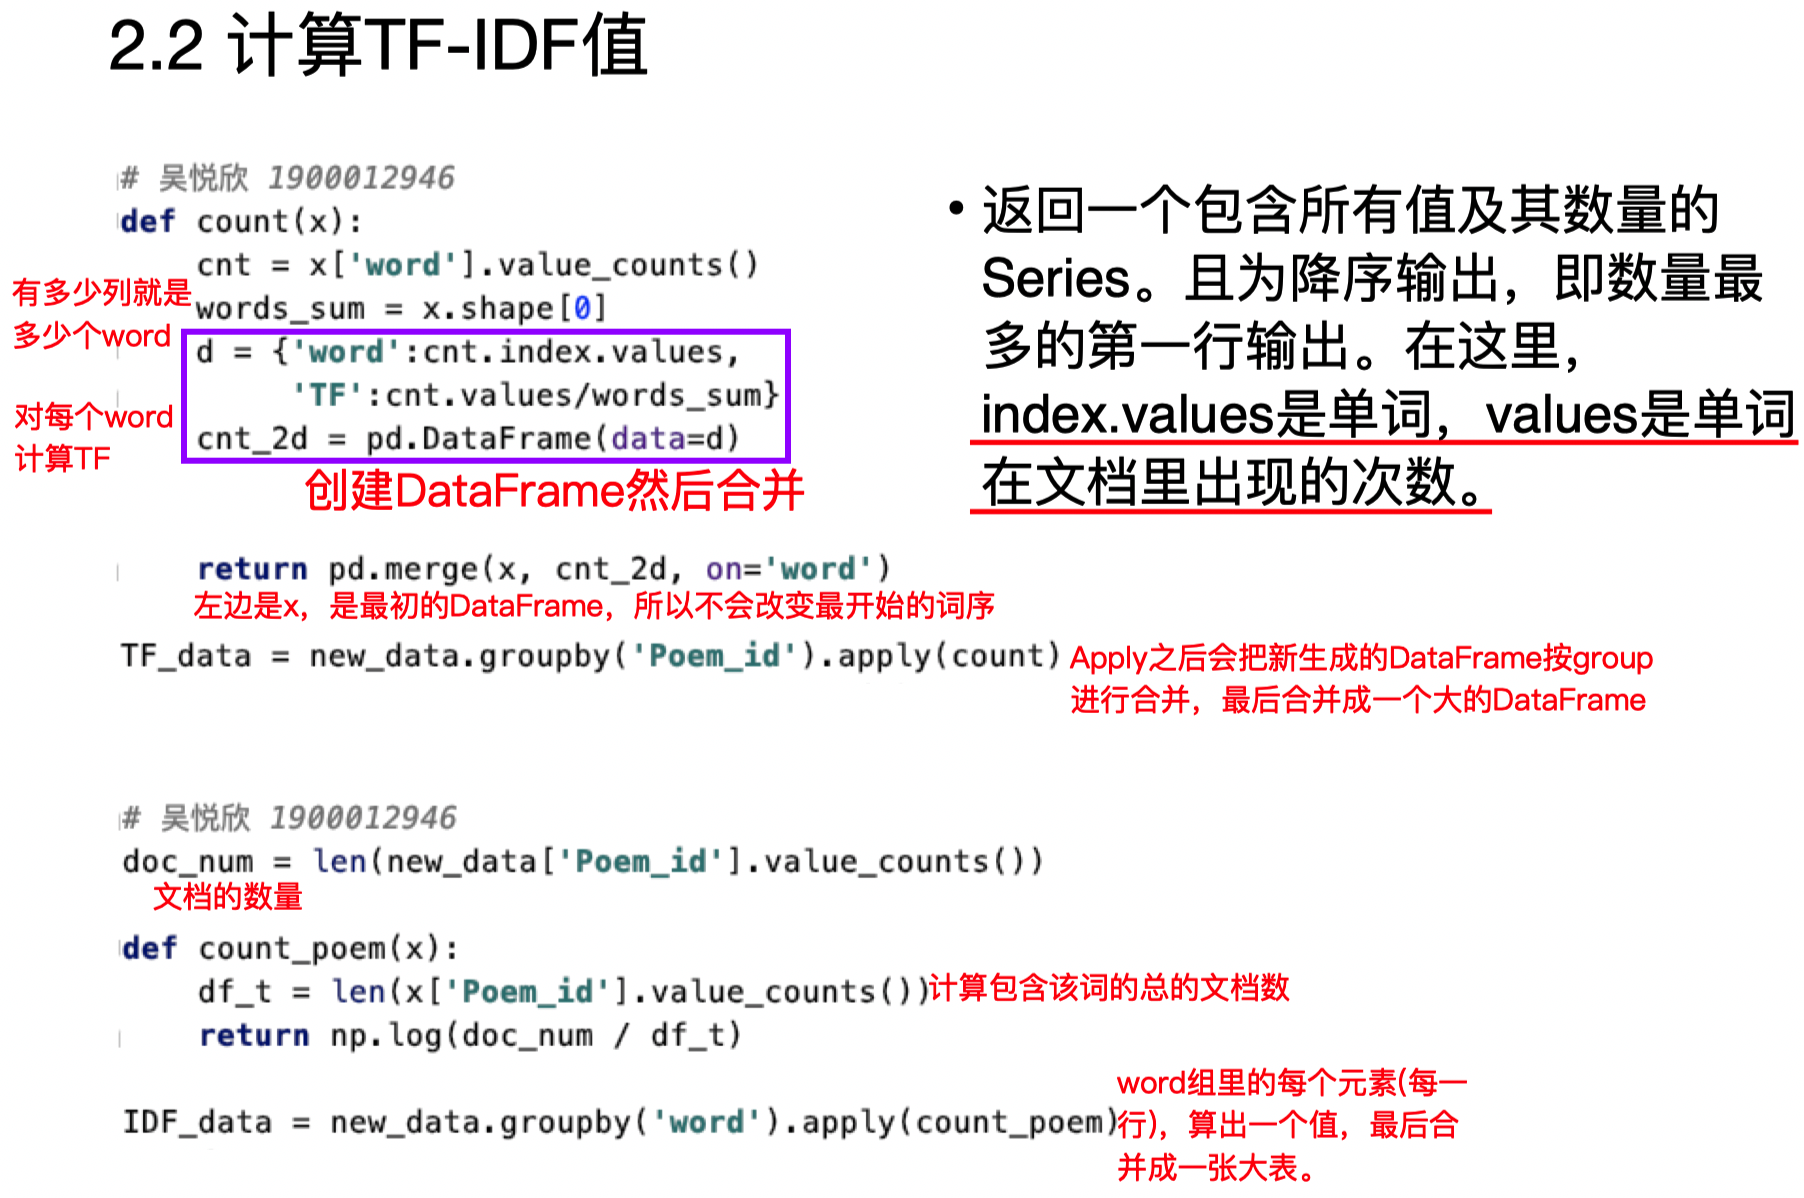 2.2 计算TF-IDF值
# 吴悦欣 1900012946
def count(x):
cnt = x['word'].value_counts()
words_sum = x.shape[0]
有多少列就是
多少个word
d = {'word':cnt.index.values,
'TF':cnt.values/words_sum}
cnt_2d = pd.DataFrame(data=d)
对每个word
计算TF
创建DataFrame然后合并
return pd.merge(x, cnt_2d, on='word')
左边是x，是最初的DataFrame，所以不会改变最开始的词序
TF_data = new_data.groupby('Poem_id').apply(count)
Apply之后会把新生成的DataFrame按group
进行合并，最后合并成一个大的DataFrame
• 返回一个包含所有值及其数量的
Series。且为降序输出，即数量最
多的第一行输出。在这里，
index.values是单词，values是单词
在文档里出现的次数。
# 吴悦欣 1900012946
doc_num = len(new_data['Poem_id'].value_counts())
文档的数量
def count_poem(x):
df_t = len(x['Poem_id'].value_counts())
计算包含该词的总的文档数
return np.log(doc_num / df_t)
IDF_data = new_data.groupby('word').apply(count_poem)
word组里的每个元素(每一
行)，算出一个值，最后合
并成一张大表。